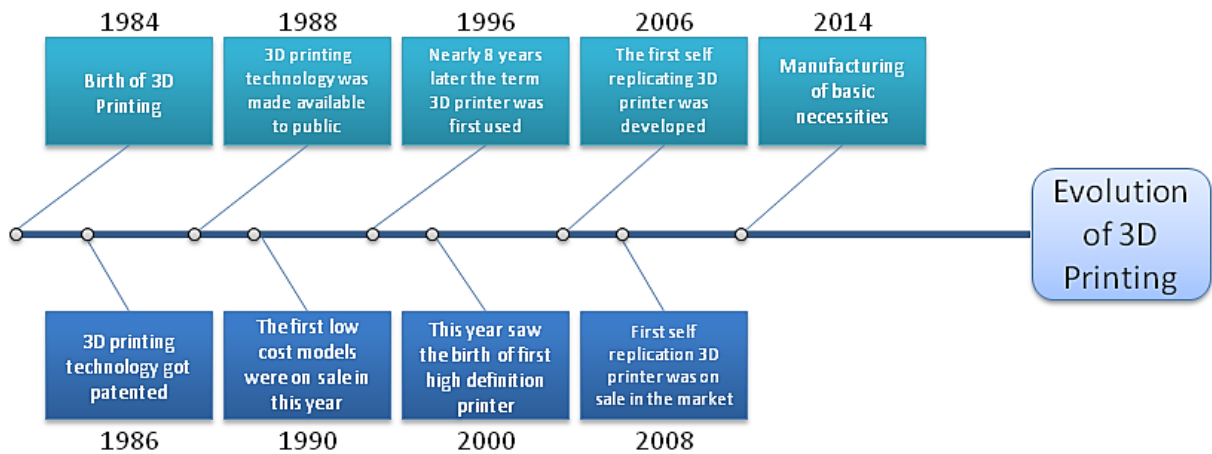 1984
Birth of 3D
Printing
1988
3D printing
technology was
made available
to public
1996
Nearly 8 years
later the term
3D printer was
first used
2006
The first self
replicating 3D
printer was
developed
2014
Manufacturing
of basic
necessities
Evolution
of 3D
Printing
3D printing
technology got
patented
1986
The first low
cost models
were on sale in
this year
1990
This year saw
the birth of first
high definition
printer
2000
First self
replication 3D
printer was on
sale in the market
2008